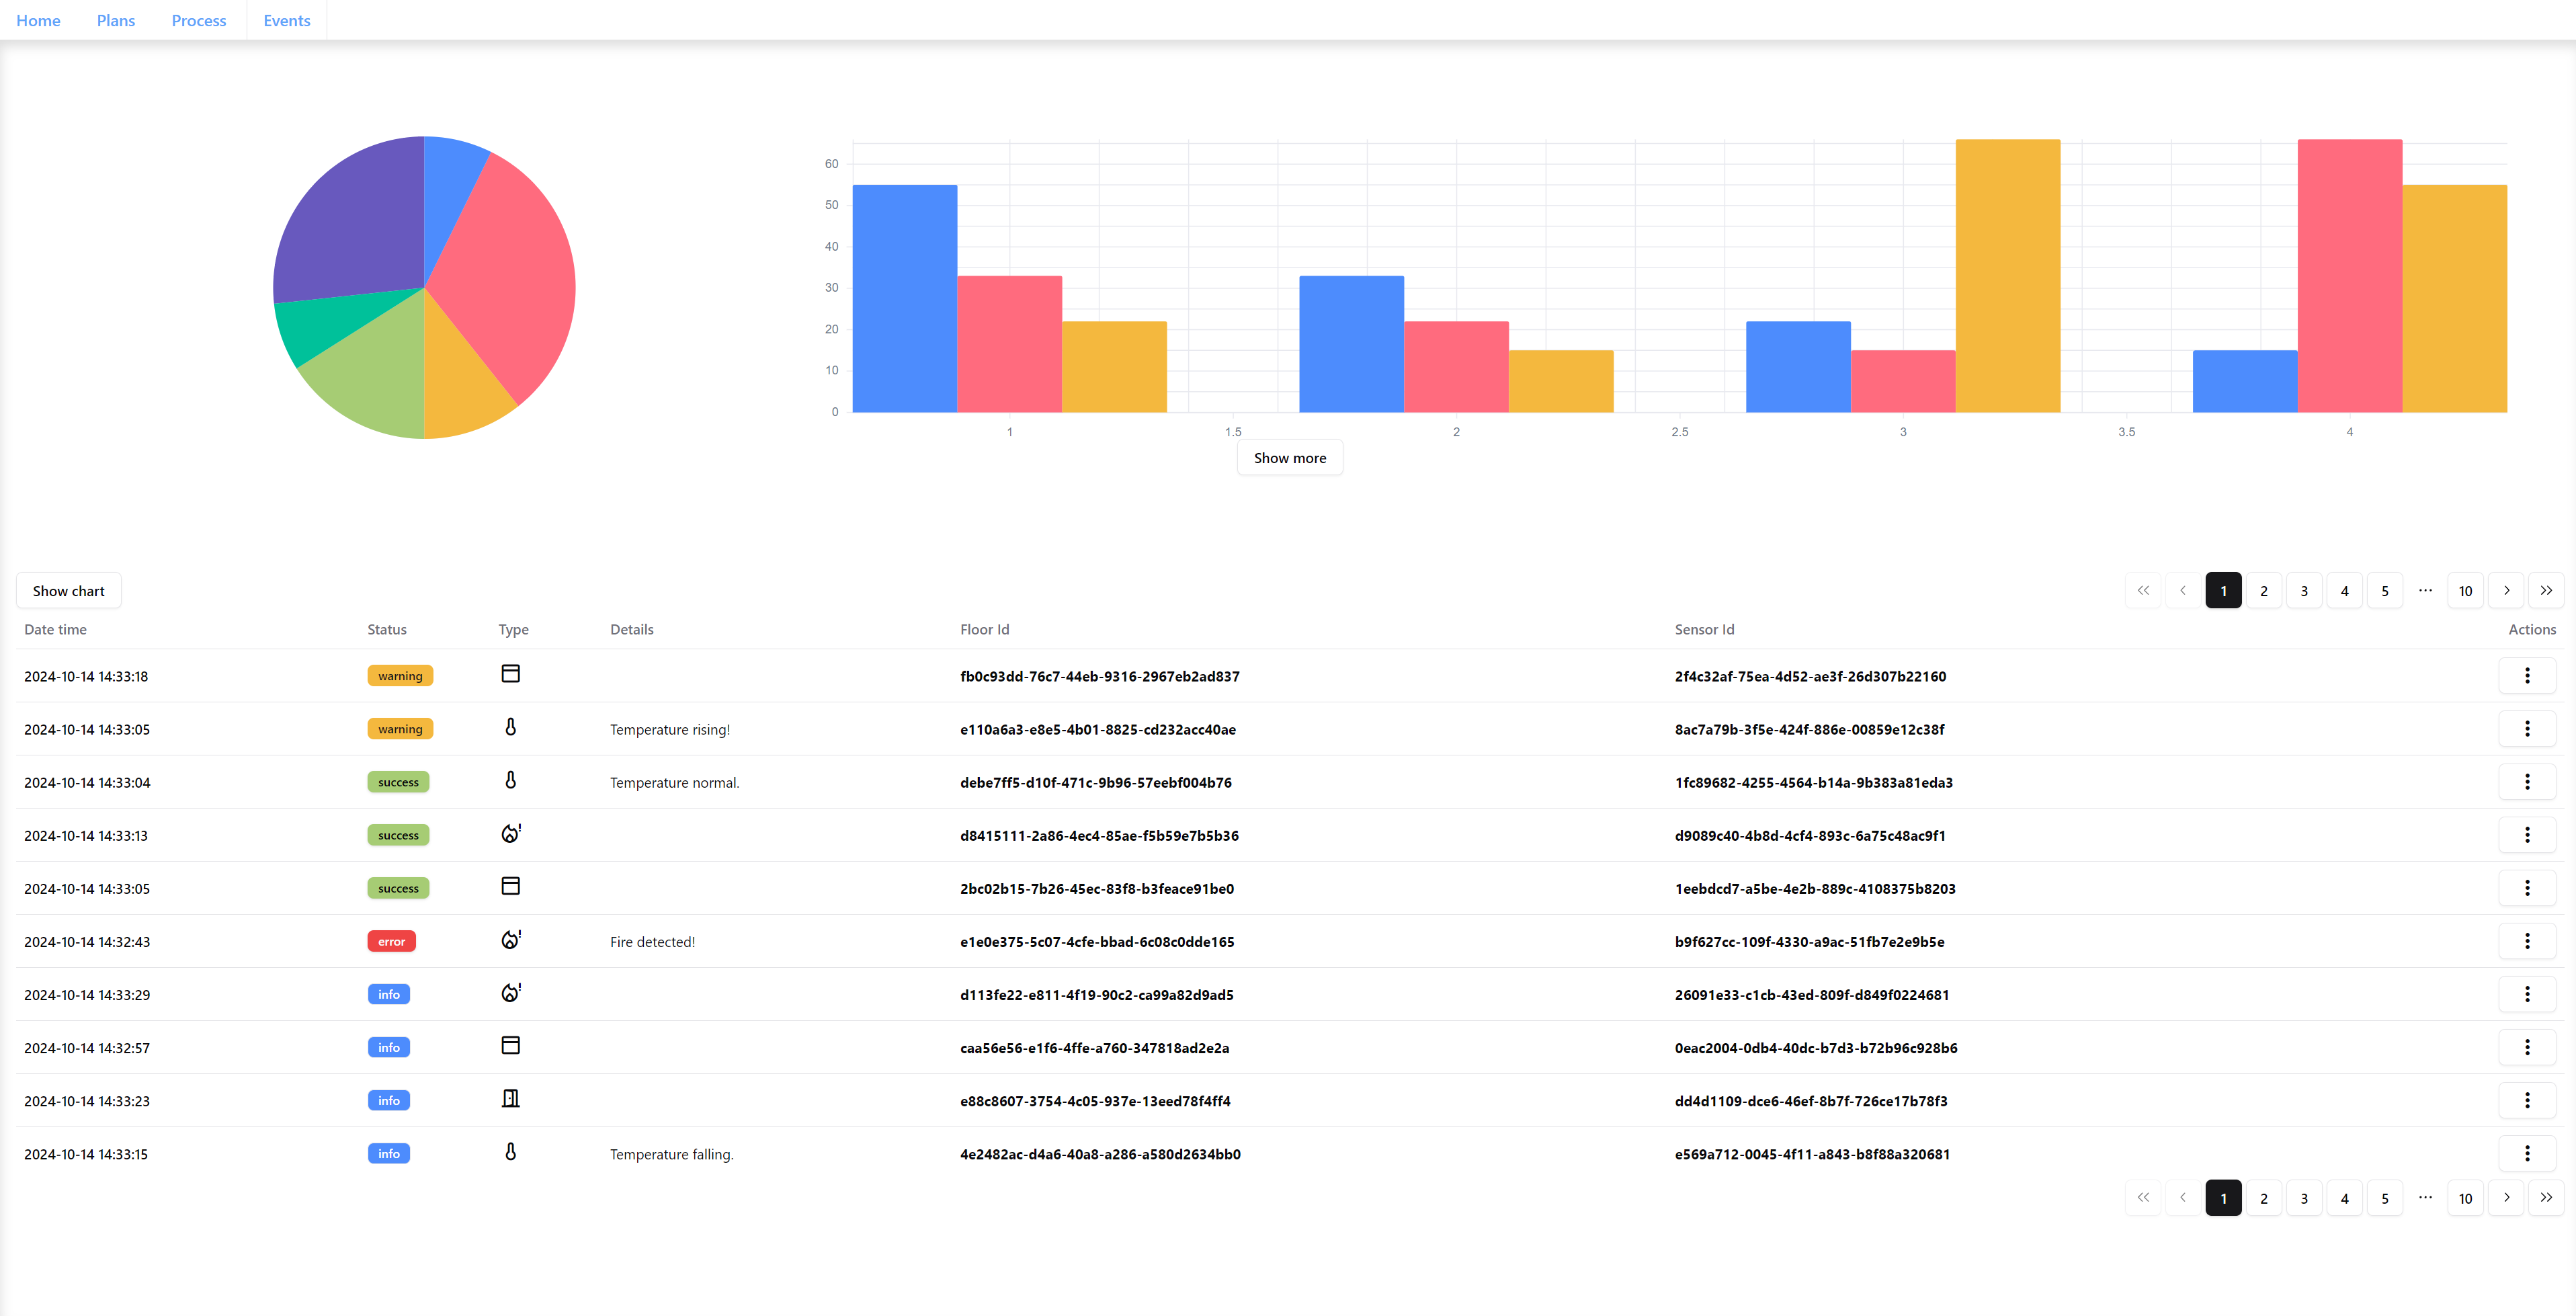 Home Plans Process Events
60
50
40
30
20
10
0
1 1.5 2 2.5 3 3.5 4
Show more
Show chart
1 2 3 4 5 ··· 10
Date time Status Type Details Floor Id Sensor Id Actions
2024-10-14 14:33:18 warning fb0c93dd-76c7-44eb-9316-2967eb2ad837 2f4c32af-75ea-4d52-ae3f-26d307b22160
2024-10-14 14:33:05 warning Temperature rising! e110a6a3-e8e5-4b01-8825-cd232acc40ae 8ac7a79b-3f5e-424f-886e-00859e12c38f
2024-10-14 14:33:04 success Temperature normal. debe7ff5-d10f-471c-9b96-57eebf004b76 1fc89682-4255-4564-b14a-9b383a81eda3
2024-10-14 14:33:13 success d8415111-2a86-4ec4-85ae-f5b59e7b5b36 d9089c40-4b8d-4cf4-893c-6a75c48ac9f1
2024-10-14 14:33:05 success 2bc02b15-7b26-45ec-83f8-b3feace91be0 1eebdcd7-a5be-4e2b-889c-4108375b8203
2024-10-14 14:32:43 error Fire detected! e1e0e375-5c07-4cfe-bbad-6c08c0dde165 b9f627cc-109f-4330-a9ac-51fb7e2e9b5e
2024-10-14 14:33:29 info d113fe22-e811-4f19-90c2-ca99a82d9ad5 26091e33-c1cb-43ed-809f-d849f0224681
2024-10-14 14:32:57 info caa56e56-e1f6-4ffe-a760-347818ad2e2a 0eac2004-0db4-40dc-b7d3-b72b96c928b6
2024-10-14 14:33:23 info e88c8607-3754-4c05-937e-13eed78f4ff4 dd4d1109-dce6-46ef-8b7f-726ce17b78f3
2024-10-14 14:33:15 info Temperature falling. 4e2482ac-d4a6-40a8-a286-a580d2634bb0 e569a712-0045-4f11-a843-b8f88a320681
1 2 3 4 5 ··· 10